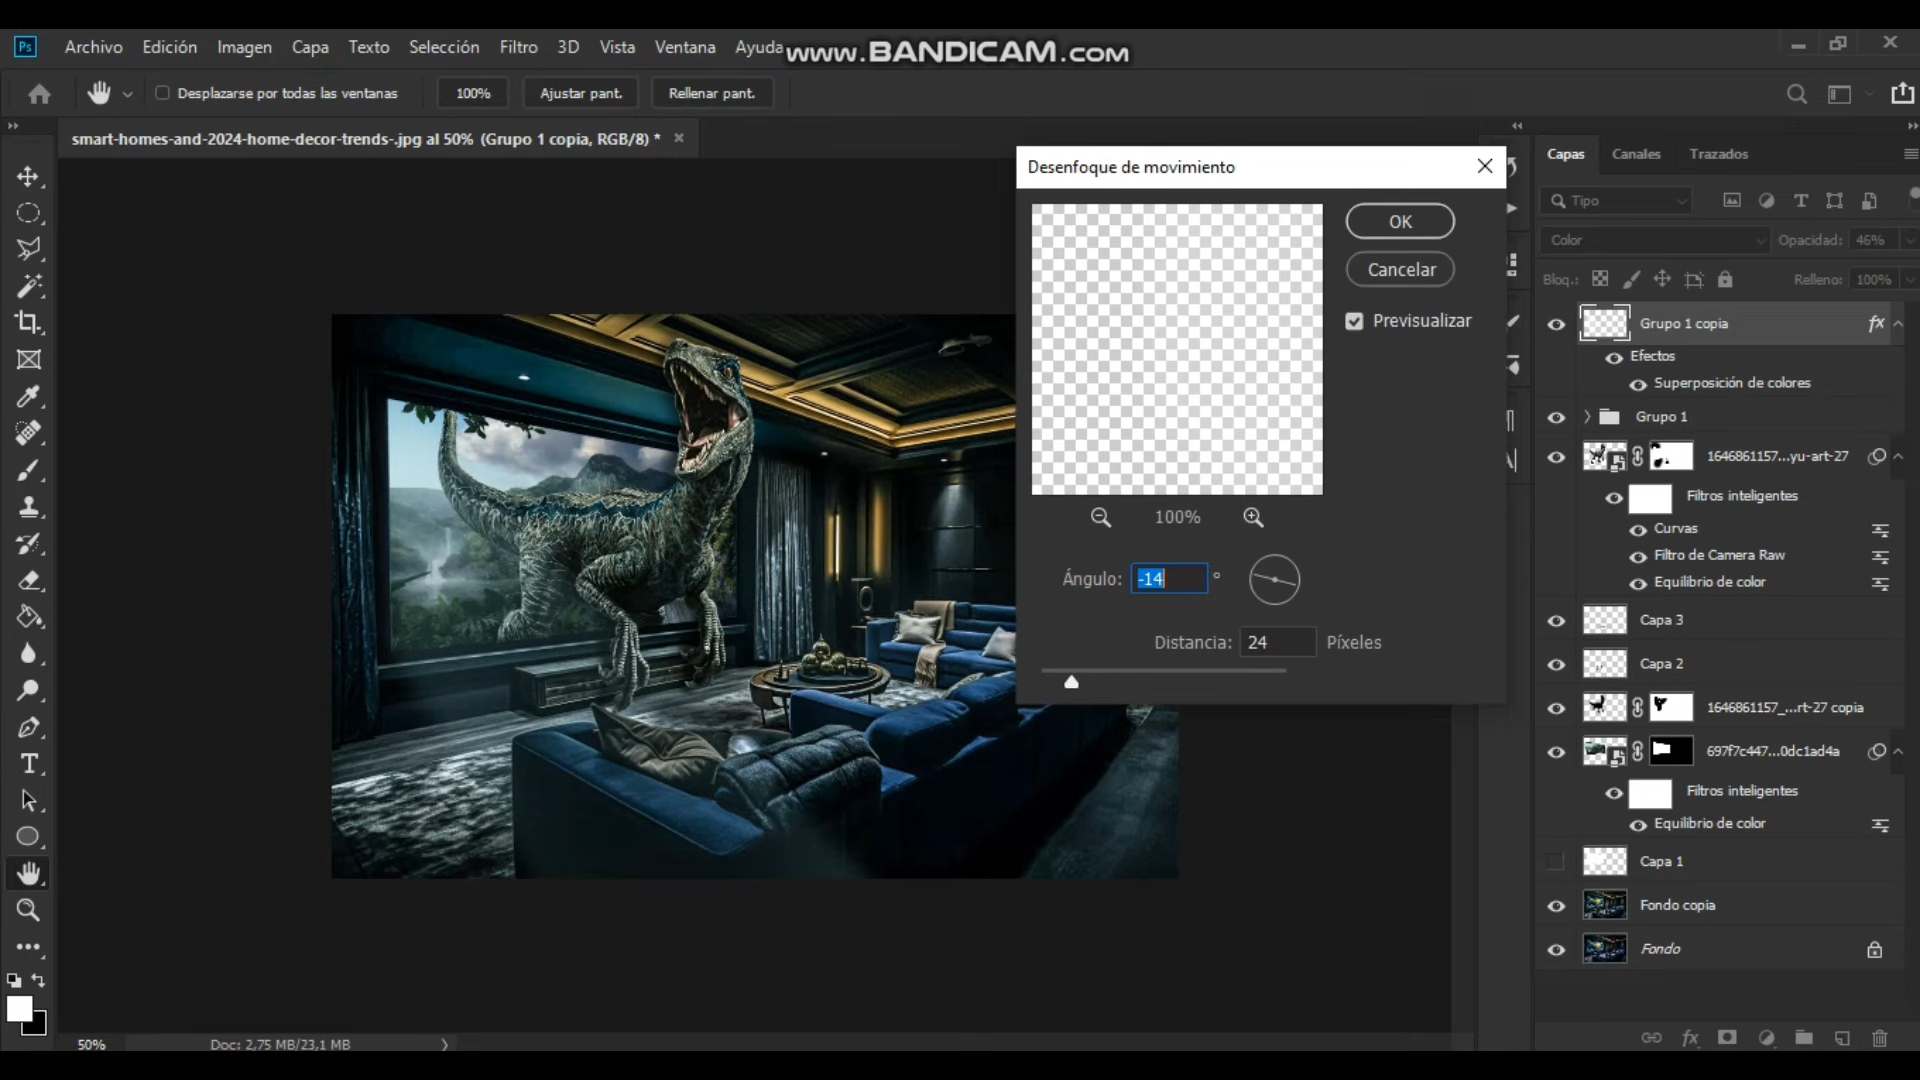 Ps
Archivo Edición Imagen Capa Texto Selección Filtro 3D Vista Ventana Ayuda
www.BANDICAM.com
Desplazarse por todas las ventanas 100% Ajustar pant. Rellenar pant.
smart-homes-and-2024-home-decor-trends-.jpg al 50% (Grupo 1 copia, RGB/8) *
Desenfoque de movimiento
OK
Cancelar
Previsualizar
100%
Ángulo: -14 °
Distancia: 24 Píxeles
Capas Canales Trazados
Tipo
Color Opacidad: 46%
Bloq.: Relleno: 100%
Grupo 1 copia fx
Efectos
Superposición de colores
Grupo 1
1646861157...yu-art-27
Filtros inteligentes
Curvas
Filtro de Camera Raw
Equilibrio de color
Capa 3
Capa 2
1646861157_...rt-27 copia
697f7c447...0dc1ad4a
Filtros inteligentes
Equilibrio de color
Capa 1
Fondo copia
Fondo
fx
50% Doc: 2,75 MB/23,1 MB